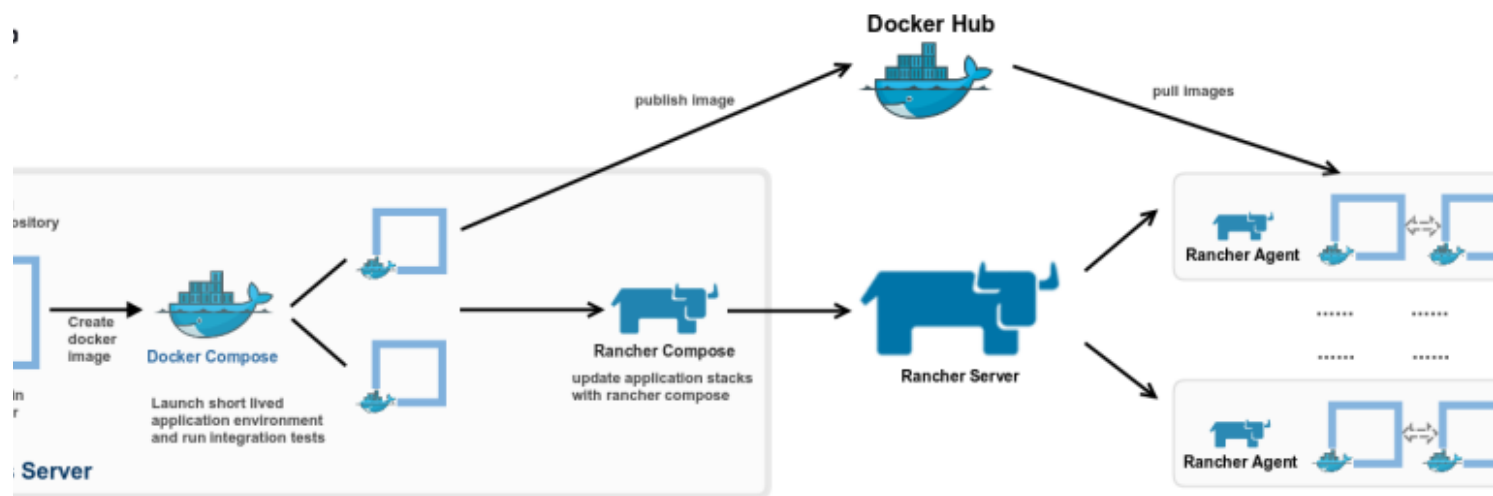 Docker Hub
publish image
pull images
Create
docker
image
Docker Compose
Launch short lived
application environment
and run integration tests
Rancher Compose
update application stacks
with rancher compose
Rancher Server
Rancher Agent
......
......
......
......
Rancher Agent
Server